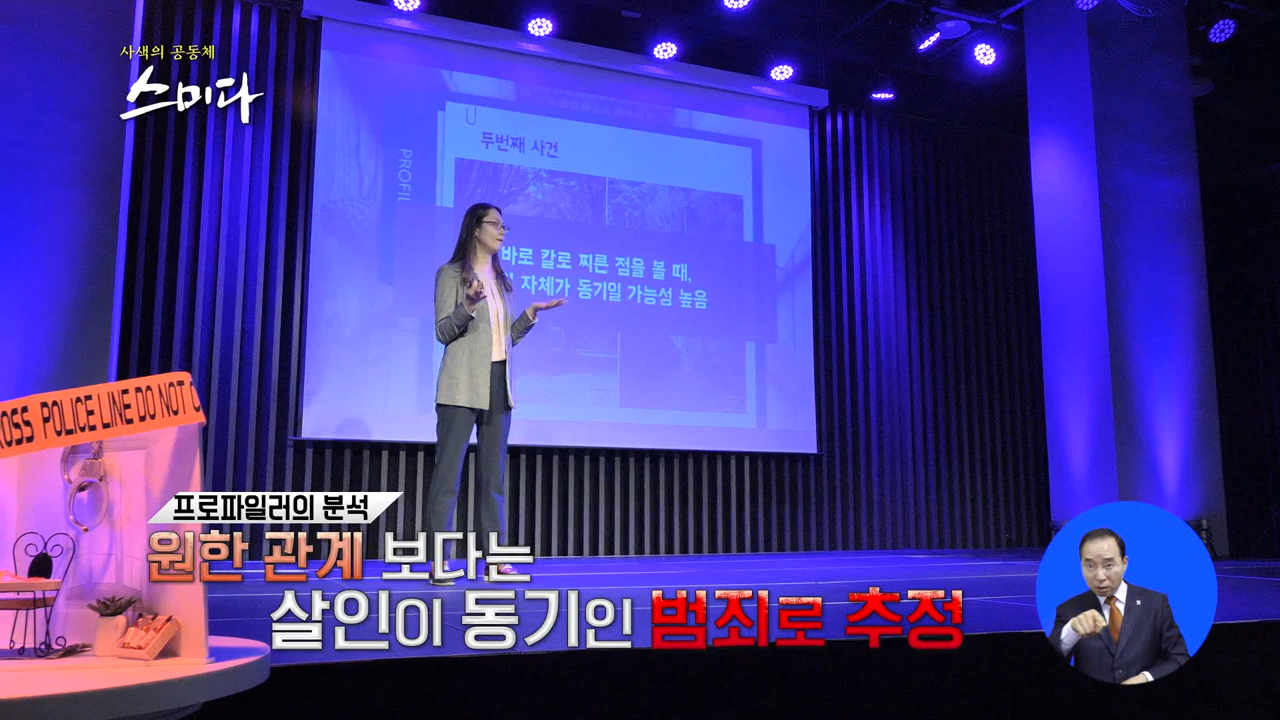 사색의 공동체
스미다
두번째 사건
PROFIL
바로 칼로 찌른 점을 볼 때,
자체가 동기일 가능성 높음
OSS POLICE LINE DO NOT C
프로파일러의 분석
원한 관계 보다는
살인이 동기인 범죄로 추정